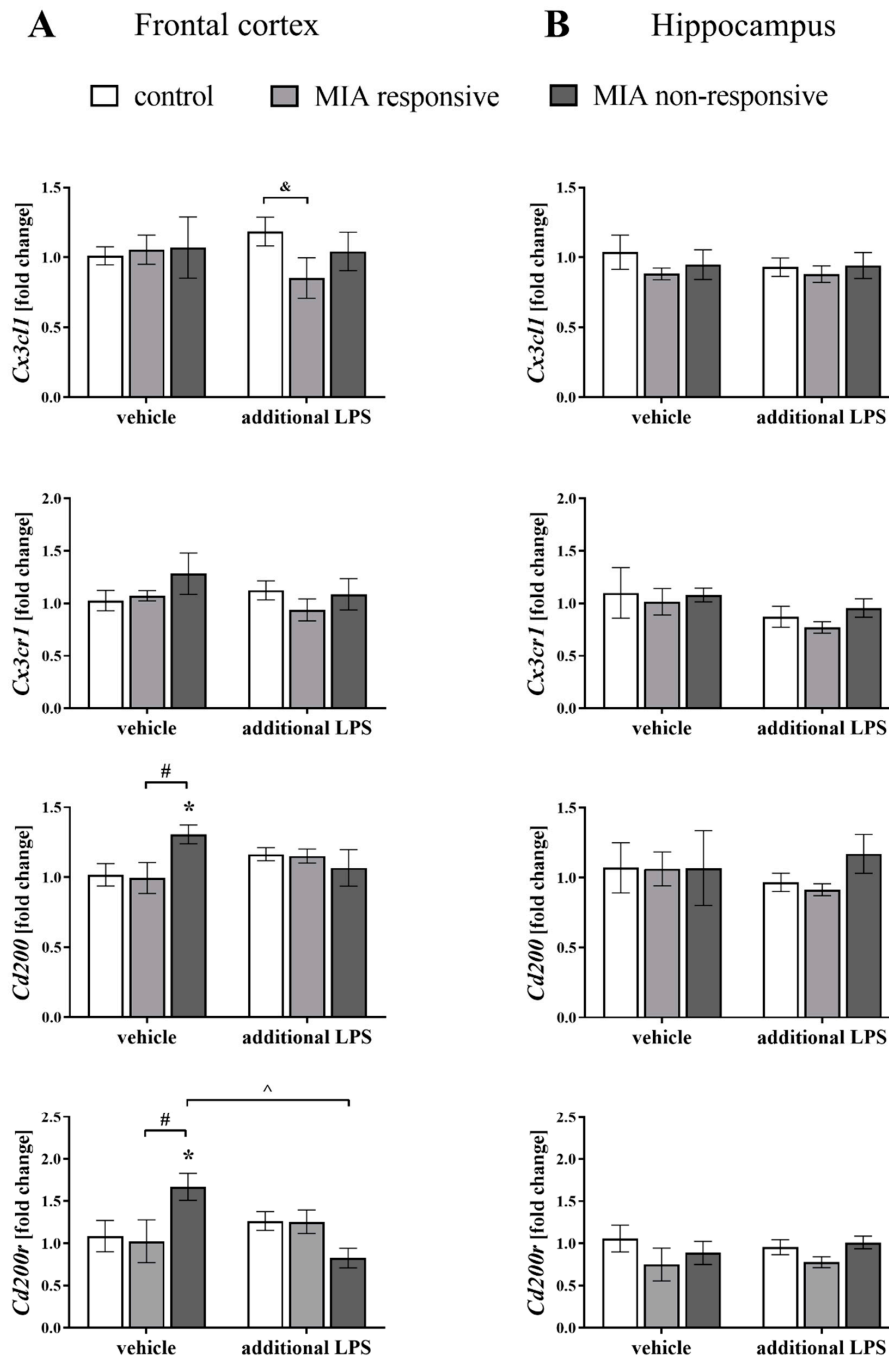 A Frontal cortex
B Hippocampus
control MIA responsive MIA non-responsive
Cx3cl1 [fold change]
1.5
1.0
0.5
0.0
&
vehicle additional LPS
Cx3cl1 [fold change]
1.5
1.0
0.5
0.0
vehicle additional LPS
Cx3cr1 [fold change]
2.0
1.5
1.0
0.5
0.0
vehicle additional LPS
Cx3cr1 [fold change]
2.0
1.5
1.0
0.5
0.0
vehicle additional LPS
Cd200 [fold change]
1.5
1.0
0.5
0.0
#
*
vehicle additional LPS
Cd200 [fold change]
1.5
1.0
0.5
0.0
vehicle additional LPS
Cd200r [fold change]
2.5
2.0
1.5
1.0
0.5
0.0
^
#
*
vehicle additional LPS
Cd200r [fold change]
2.5
2.0
1.5
1.0
0.5
0.0
vehicle additional LPS